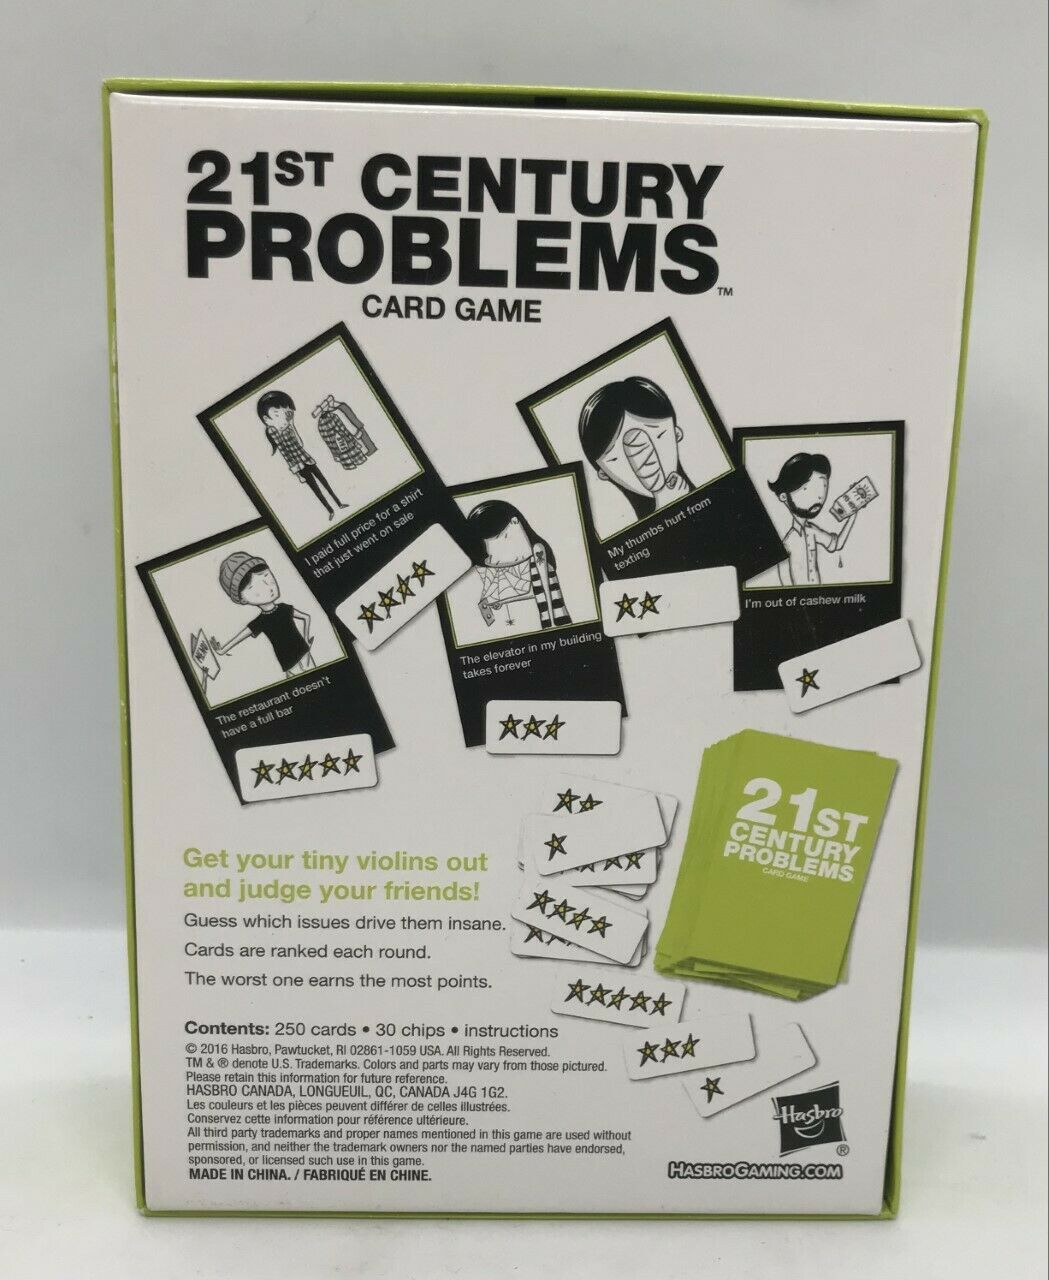 21ST CENTURY
PROBLEMS™
CARD GAME
I paid full price for a shirt
that just went on sale
My thumbs hurt from
texting
I'm out of cashew milk
The elevator in my building
takes forever
MENU
The restaurant doesn't
have a full bar
21ST
CENTURY
PROBLEMS
CARD GAME
Get your tiny violins out
and judge your friends!
Guess which issues drive them insane.
Cards are ranked each round.
The worst one earns the most points.
Contents: 250 cards • 30 chips • instructions
© 2016 Hasbro, Pawtucket, RI 02861-1059 USA. All Rights Reserved.
TM & ® denote U.S. Trademarks. Colors and parts may vary from those pictured.
Please retain this information for future reference.
HASBRO CANADA, LONGUEUIL, QC, CANADA J4G 1G2.
Les couleurs et les pièces peuvent différer de celles illustrées.
Conservez cette information pour référence ultérieure.
All third party trademarks and proper names mentioned in this game are used without
permission, and neither the trademark owners nor the named parties have endorsed,
sponsored, or licensed such use in this game.
MADE IN CHINA. / FABRIQUÉ EN CHINE.
Hasbro
®
HASBROGAMING.COM